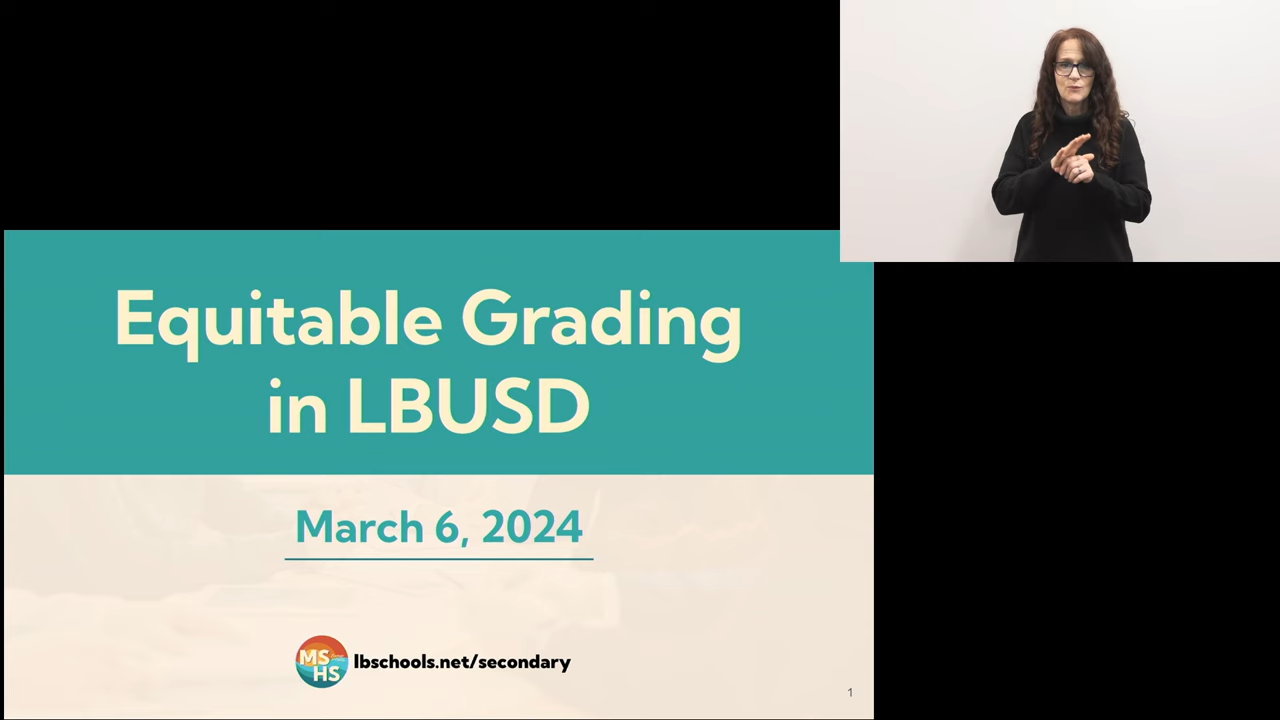 Equitable Grading
in LBUSD
March 6, 2024
MS
HS
lbschools.net/secondary
1